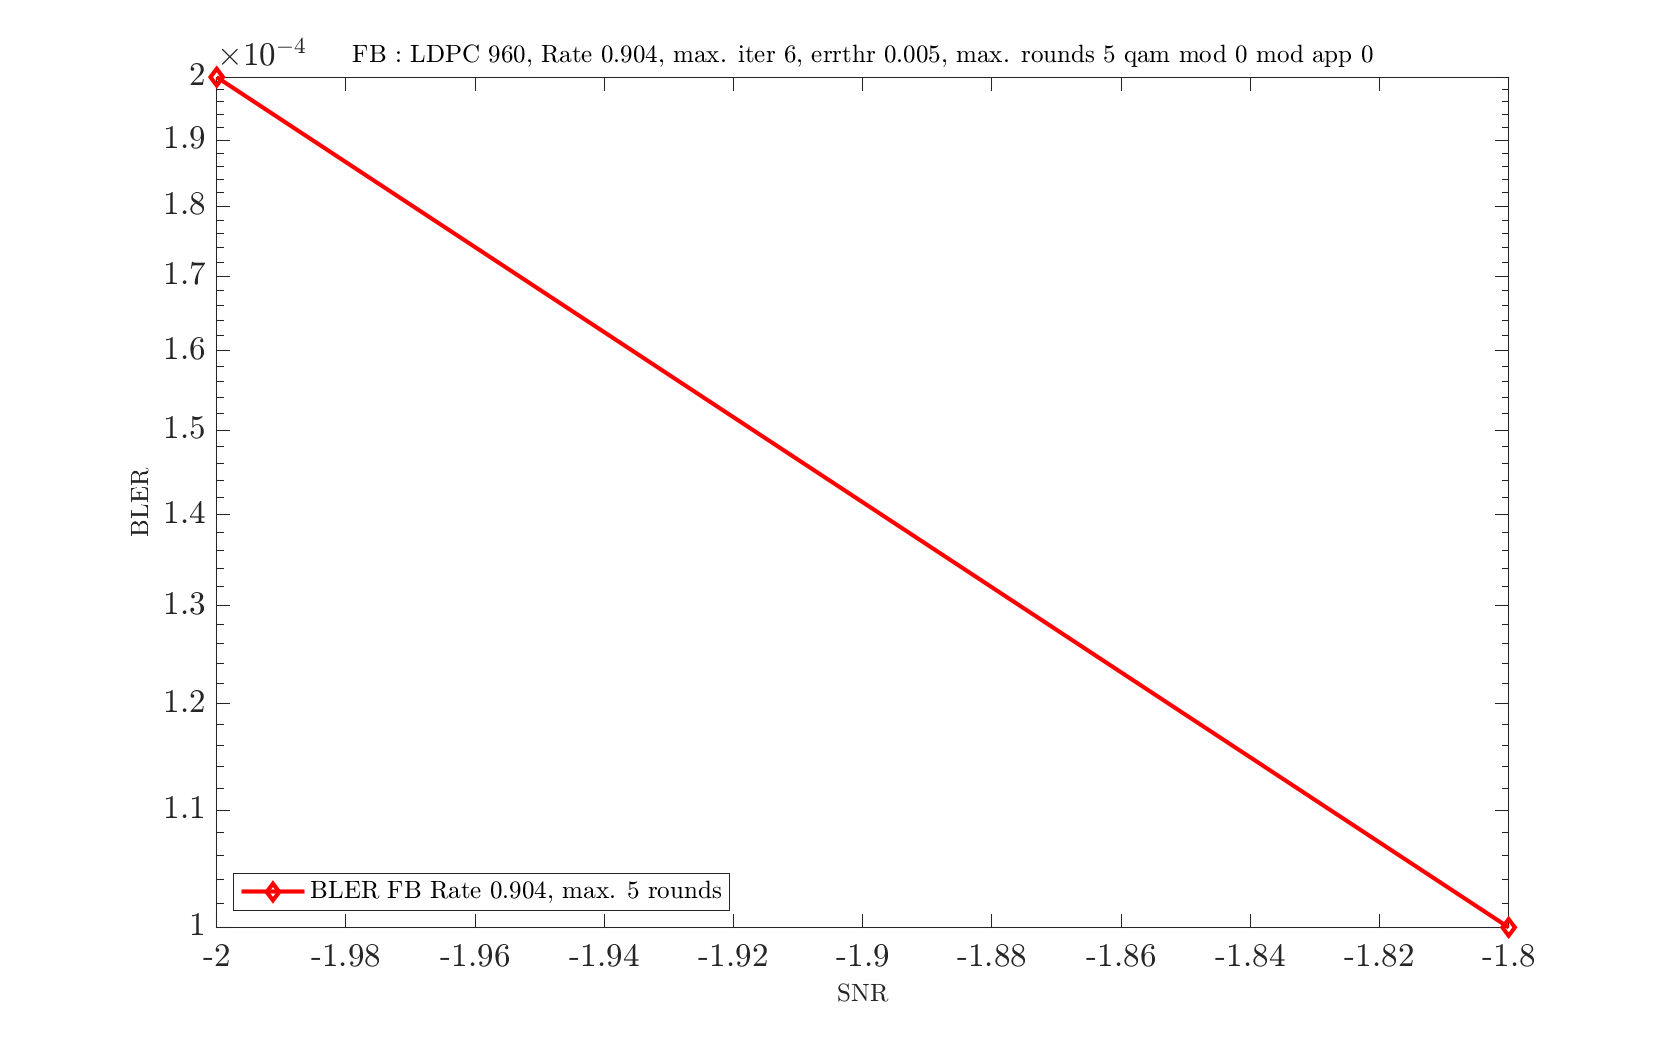 ×10⁻⁴
FB : LDPC 960, Rate 0.904, max. iter 6, errthr 0.005, max. rounds 5 qam mod 0 mod app 0
2
1.9
1.8
1.7
1.6
1.5
1.4
1.3
1.2
1.1
1
BLER
BLER FB Rate 0.904, max. 5 rounds
-2 -1.98 -1.96 -1.94 -1.92 -1.9 -1.88 -1.86 -1.84 -1.82 -1.8
SNR